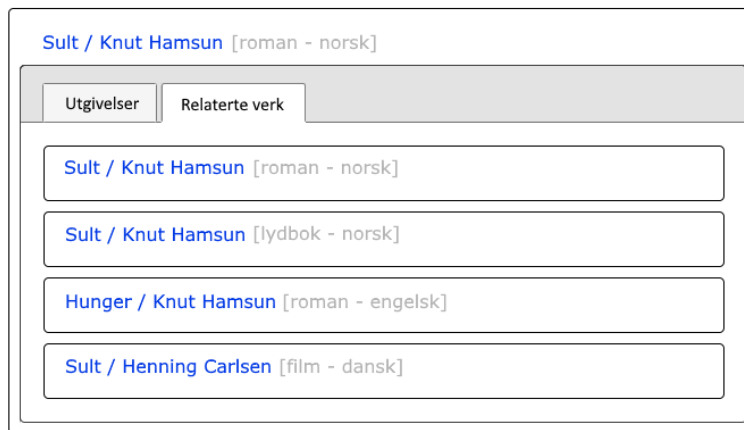 Sult / Knut Hamsun [roman - norsk]
Utgivelser Relaterte verk
Sult / Knut Hamsun [roman - norsk]
Sult / Knut Hamsun [lydbok - norsk]
Hunger / Knut Hamsun [roman - engelsk]
Sult / Henning Carlsen [film - dansk]